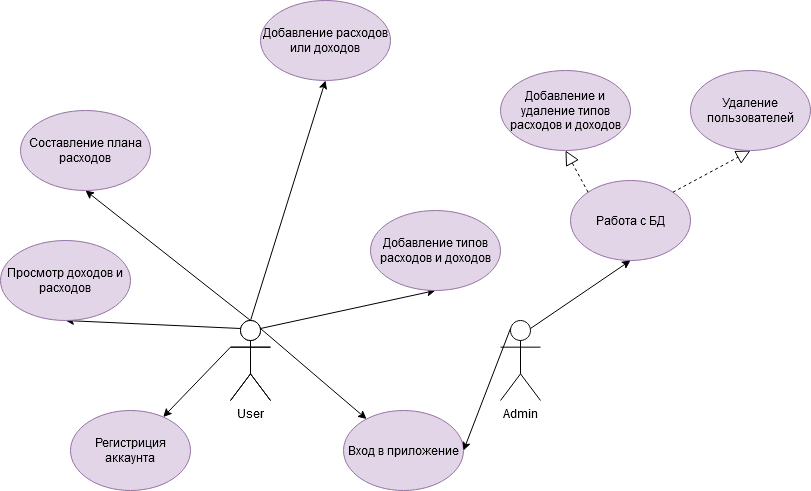 Добавление расходов
или доходов
Добавление и
удаление типов
расходов и доходов
Удаление
пользователей
Составление плана
расходов
Работа с БД
Добавление типов
расходов и доходов
Просмотр доходов и
расходов
User
Admin
Регистриция
аккаунта
Вход в приложение